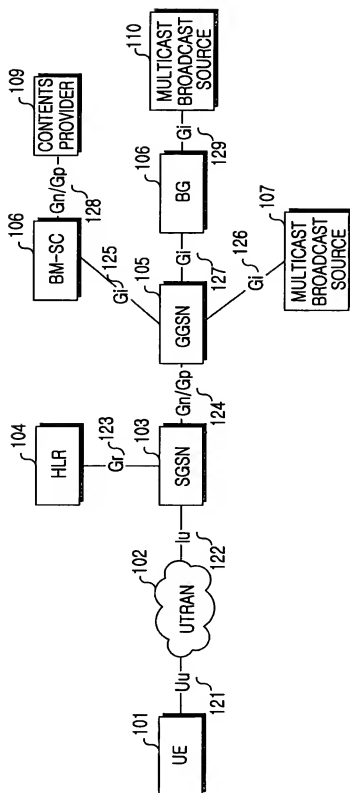 101
UE
Uu
121
102
UTRAN
Iu
122
104
HLR
Gr
123
103
SGSN
Gn/Gp
124
105
GGSN
106
BM-SC
Gi
125
Gn/Gp
128
109
CONTENTS
PROVIDER
Gi
127
106
BG
Gi
129
110
MULTICAST
BROADCAST
SOURCE
Gi
126
107
MULTICAST
BROADCAST
SOURCE